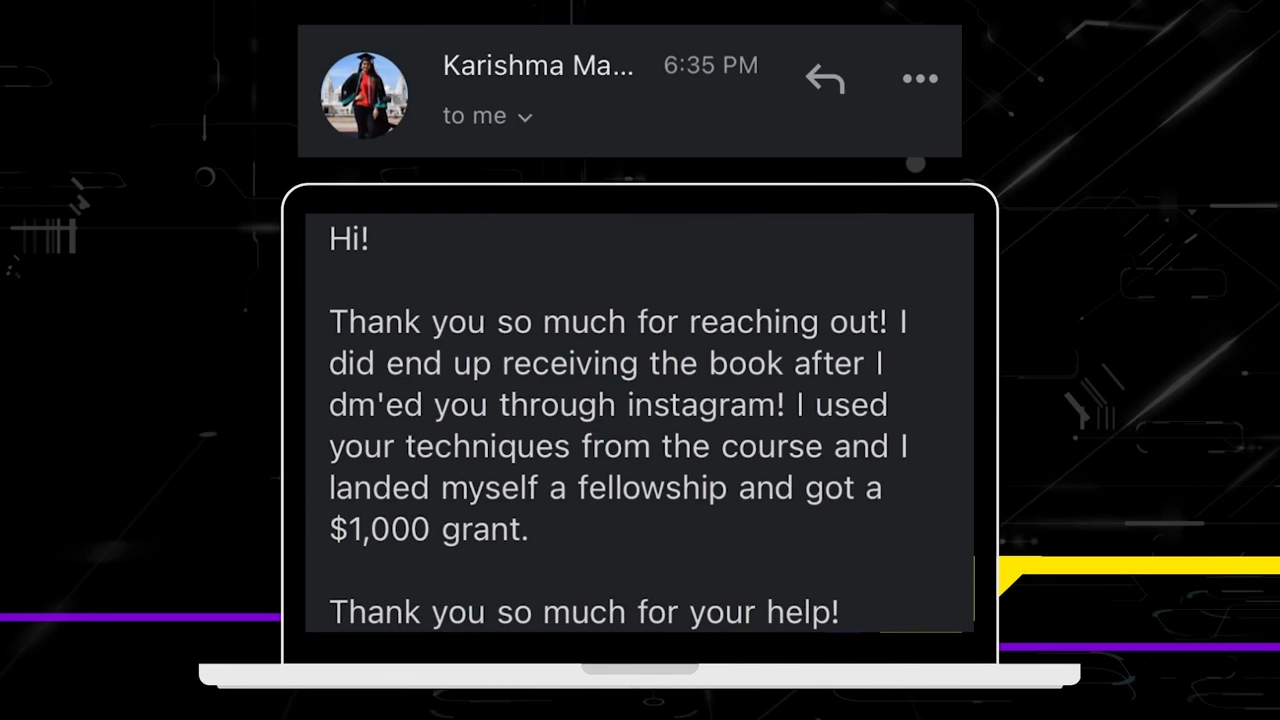 Karishma Ma... 6:35 PM
to me
Hi!
Thank you so much for reaching out! I
did end up receiving the book after I
dm'ed you through instagram! I used
your techniques from the course and I
landed myself a fellowship and got a
$1,000 grant.
Thank you so much for your help!